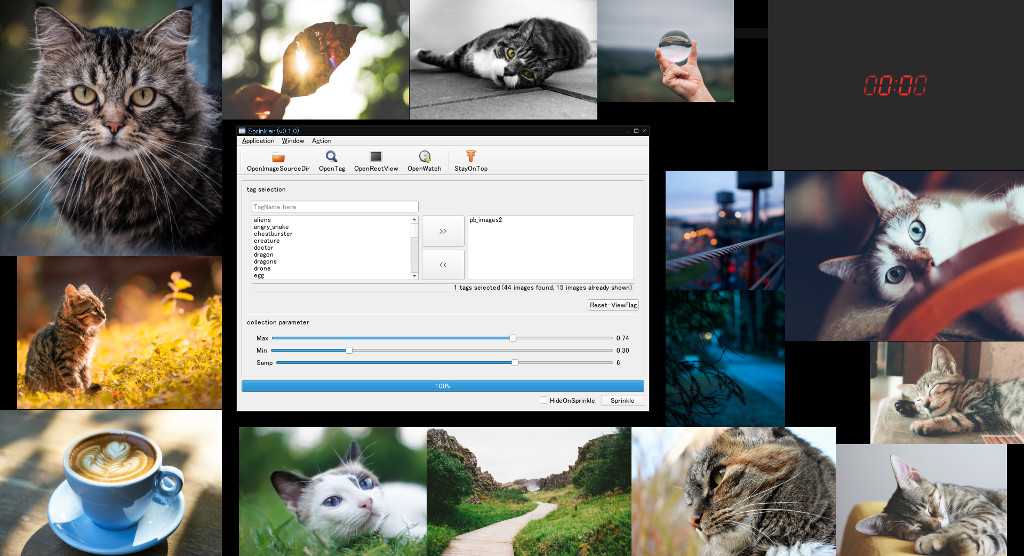 Sprinkler (v0.1.0)
Application Window Action
OpenImageSourceDir OpenTag OpenRectView OpenWatch StayOnTop
tag selection
TagName here
aliens
angry_snake
chestburster
creature
doctor
dragon
dragons
drone
egg
>>
<<
pb_images2
1 tags selected (44 images found, 15 images already shown)
Reset :ViewFlag
collection parameter
Max 0.74
Min 0.30
Samp 6
100%
HideOnSprinkle Sprinkle
00:00